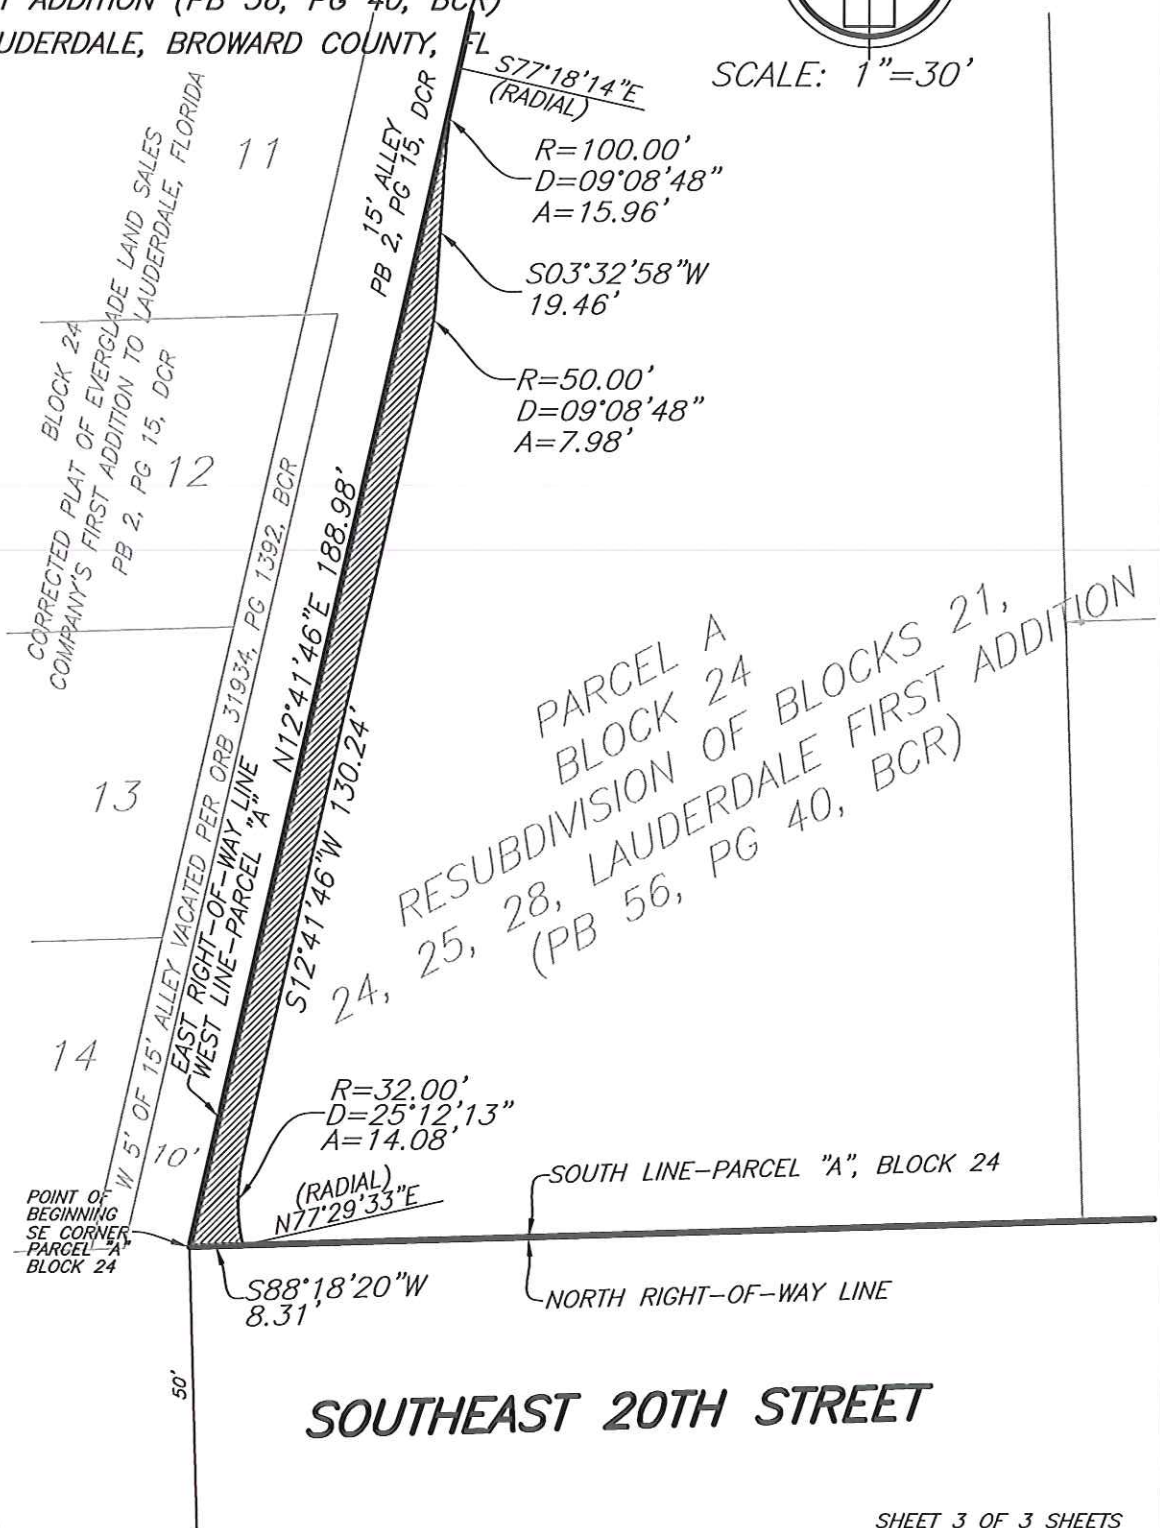 ADDITION (PB 56, PG 40, BCR)
UDERDALE, BROWARD COUNTY, FL
SCALE: 1"=30'
S77°18'14"E
(RADIAL)
15' ALLEY
PB 2, PG 15, DCR
11
R=100.00'
D=09°08'48"
A=15.96'
S03°32'58"W
19.46'
R=50.00'
D=09°08'48"
A=7.98'
BLOCK 24
CORRECTED PLAT OF EVERGLADE LAND SALES
COMPANY'S FIRST ADDITION TO LAUDERDALE, FLORIDA
PB 2, PG 15, DCR
12
N12°41'46"E 188.98'
S12°41'46"W 130.24'
W 5' OF 15' ALLEY VACATED PER ORB 31934, PG 1392, BCR
EAST RIGHT-OF-WAY LINE
WEST LINE-PARCEL "A"
13
PARCEL A
BLOCK 24
RESUBDIVISION OF BLOCKS 21,
24, 25, 28, LAUDERDALE FIRST ADDITION
(PB 56, PG 40, BCR)
14
10'
R=32.00'
D=25°12',13"
A=14.08'
(RADIAL)
N77°29'33"E
SOUTH LINE-PARCEL "A", BLOCK 24
POINT OF
BEGINNING
SE CORNER
PARCEL "A"
BLOCK 24
S88°18'20"W
8.31'
NORTH RIGHT-OF-WAY LINE
50'
SOUTHEAST 20TH STREET
SHEET 3 OF 3 SHEETS